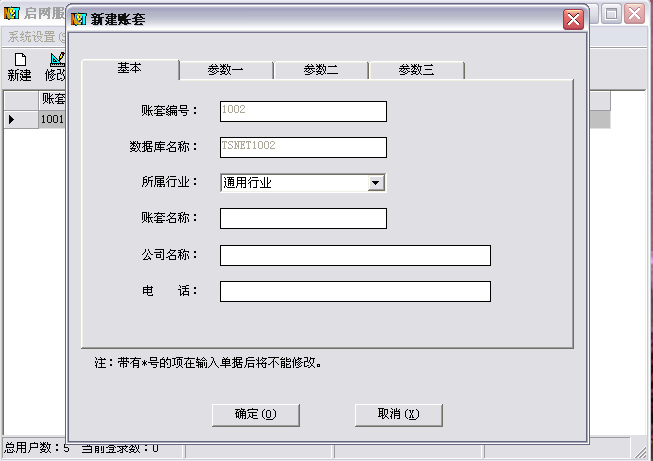 启网服
新建账套
系统设置(S
新建
修改
账套
1001
基本
参数一
参数二
参数三
账套编号：
1002
数据库名称：
TSNET1002
所属行业：
通用行业
账套名称：
公司名称：
电 话：
注：带有*号的项在输入单据后将不能修改。
确定(O)
取消(X)
总用户数：5 当前登录数：0